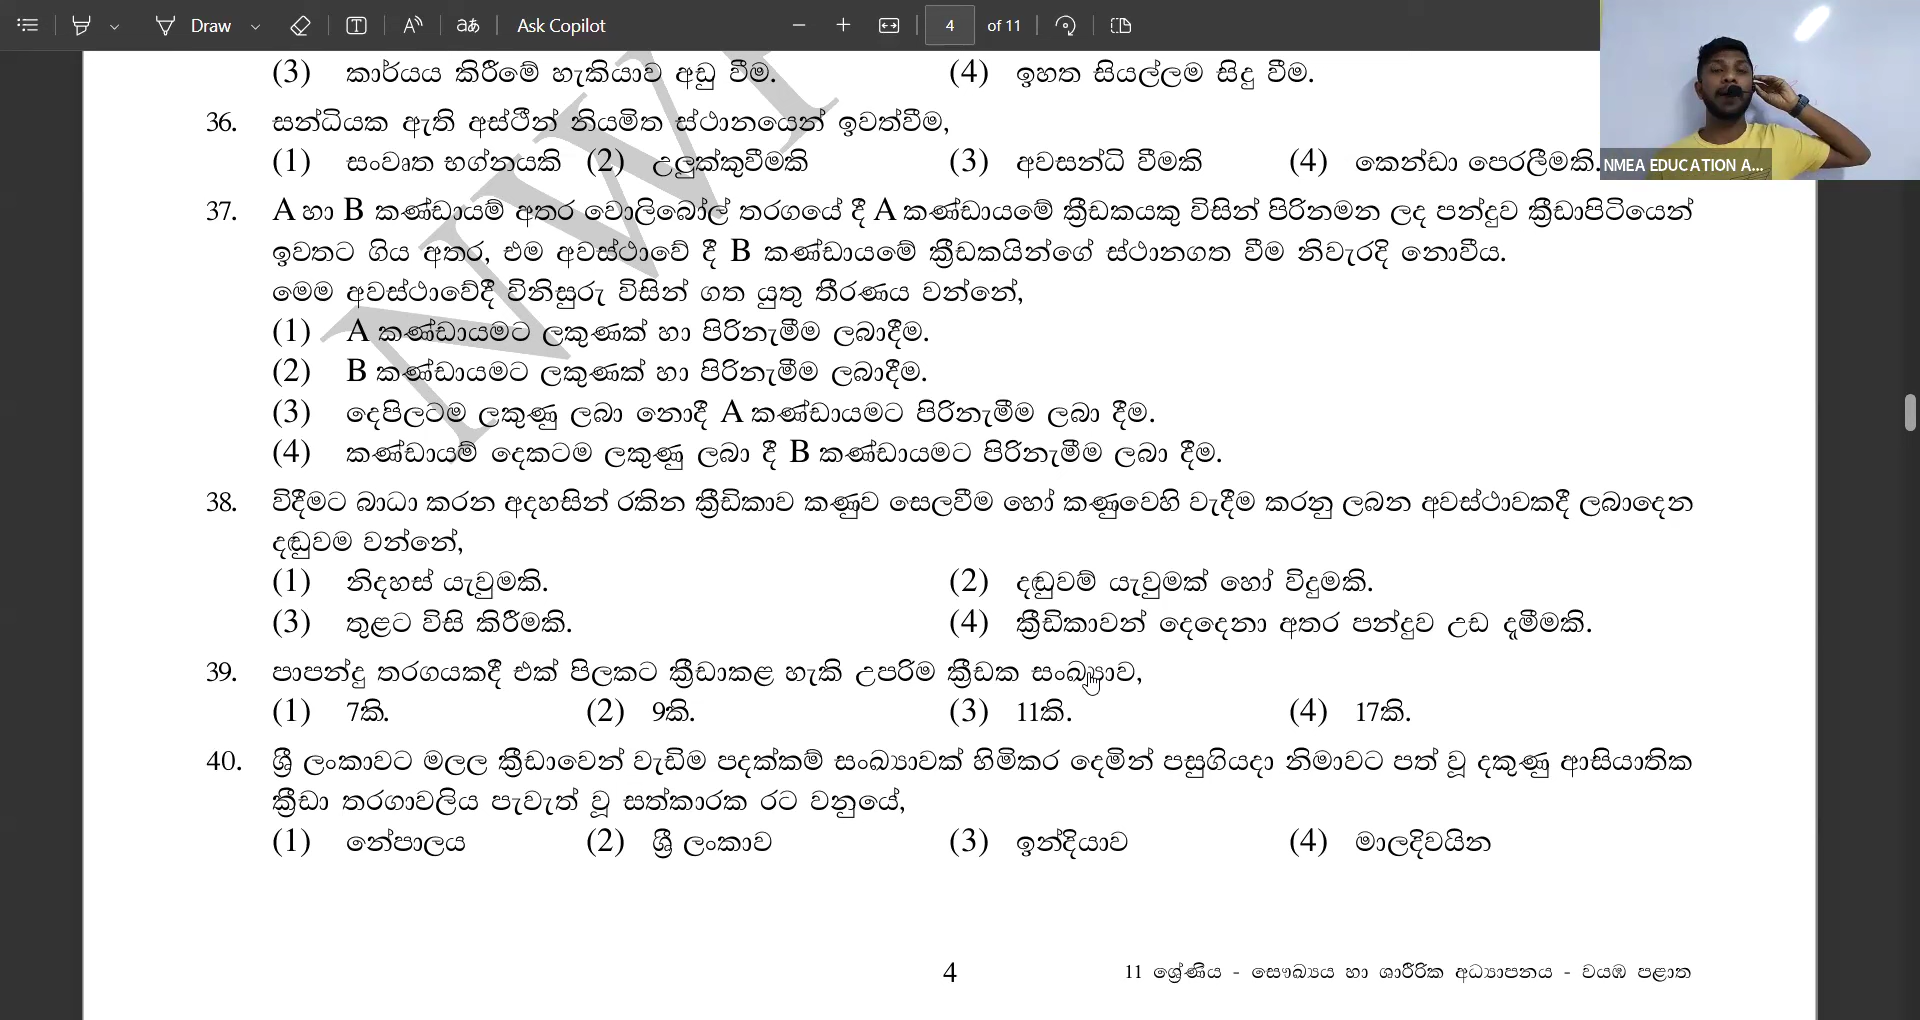 Draw
Ask Copilot
4 of 11
(3) කාර්යය කිරීමේ හැකියාව අඩු වීම. (4) ඉහත සියල්ලම සිදු වීම.
36. සන්ධියක ඇති අස්ථීන් නියමිත ස්ථානයෙන් ඉවත්වීම,
(1) සංවෘත භග්නයකි (2) උලුක්කුවීමකි (3) අවසන්ධි වීමකි (4) කෙන්ඩා පෙරලීමකි.
NMEA EDUCATION A...
37. A හා B කණ්ඩායම් අතර වොලිබෝල් තරගයේ දී A කණ්ඩායමේ ක්‍රීඩකයකු විසින් පිරිනමන ලද පන්දුව ක්‍රීඩාපිටියෙන්
ඉවතට ගිය අතර, එම අවස්ථාවේ දී B කණ්ඩායමේ ක්‍රීඩකයින්ගේ ස්ථානගත වීම නිවැරදි නොවීය.
මෙම අවස්ථාවේදී විනිසුරු විසින් ගත යුතු තීරණය වන්නේ,
(1) A කණ්ඩායමට ලකුණක් හා පිරිනැමීම ලබාදීම.
(2) B කණ්ඩායමට ලකුණක් හා පිරිනැමීම ලබාදීම.
(3) දෙපිලටම ලකුණු ලබා නොදී A කණ්ඩායමට පිරිනැමීම ලබා දීම.
(4) කණ්ඩායම් දෙකටම ලකුණු ලබා දී B කණ්ඩායමට පිරිනැමීම ලබා දීම.
38. විදීමට බාධා කරන අදහසින් රකින ක්‍රීඩිකාව කණුව සෙලවීම හෝ කණුවෙහි වැදීම කරනු ලබන අවස්ථාවකදී ලබාදෙන
දඬුවම වන්නේ,
(1) නිදහස් යැවුමකි. (2) දඬුවම් යැවුමක් හෝ විදුමකි.
(3) තුළට විසි කිරීමකි. (4) ක්‍රීඩිකාවන් දෙදෙනා අතර පන්දුව උඩ දැමීමකි.
39. පාපන්දු තරගයකදී එක් පිලකට ක්‍රීඩාකළ හැකි උපරිම ක්‍රීඩක සංඛ්‍යාව,
(1) 7කි. (2) 9කි. (3) 11කි. (4) 17කි.
40. ශ්‍රී ලංකාවට මලල ක්‍රීඩාවෙන් වැඩිම පදක්කම් සංඛ්‍යාවක් හිමිකර දෙමින් පසුගියදා නිමාවට පත් වූ දකුණු ආසියාතික
ක්‍රීඩා තරගාවලිය පැවැත් වූ සත්කාරක රට වනුයේ,
(1) නේපාලය (2) ශ්‍රී ලංකාව (3) ඉන්දියාව (4) මාලදිවයින
4
11 ශ්‍රේණිය - සෞඛ්‍යය හා ශාරීරික අධ්‍යාපනය - වයඹ පළාත